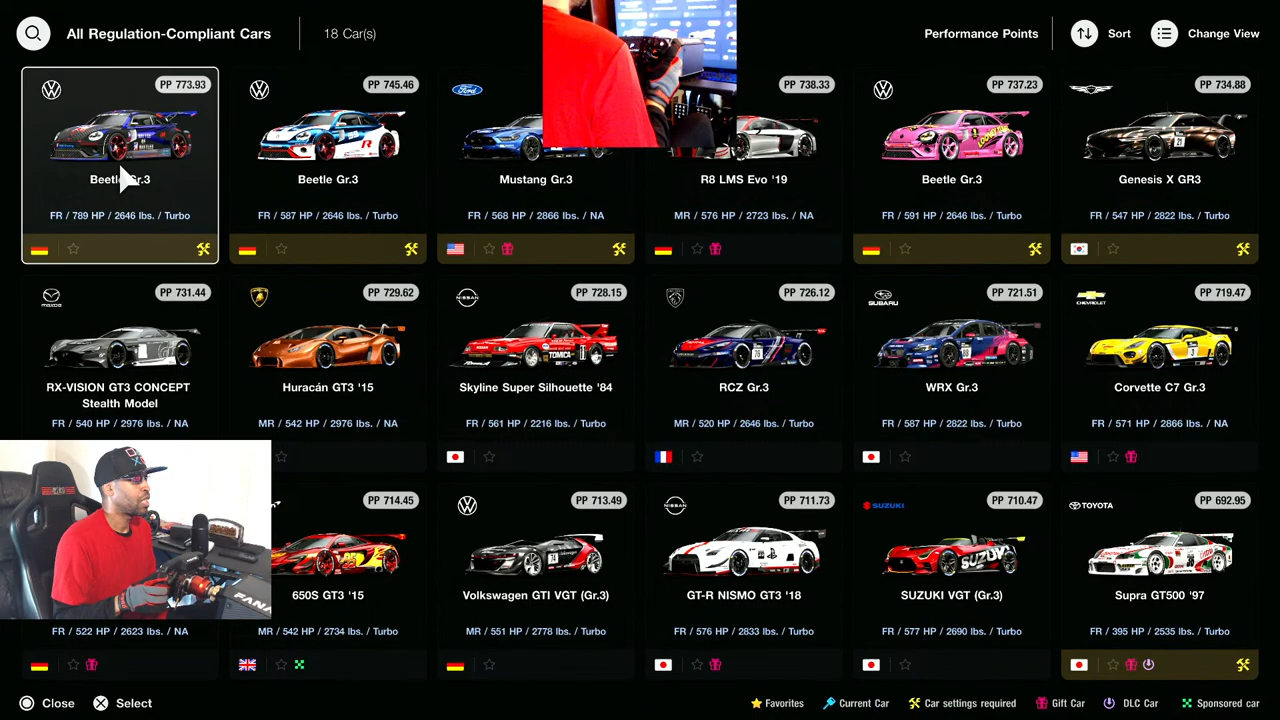 All Regulation-Compliant Cars
18 Car(s)
Performance Points
Sort
Change View
PP 773.93
PP 745.46
PP 738.33
PP 737.23
PP 734.88
Ford
Beetle Gr.3
Beetle Gr.3
Mustang Gr.3
R8 LMS Evo '19
Beetle Gr.3
Genesis X GR3
FR / 789 HP / 2646 lbs. / Turbo
FR / 587 HP / 2646 lbs. / Turbo
FR / 568 HP / 2866 lbs. / NA
MR / 576 HP / 2723 lbs. / NA
FR / 591 HP / 2646 lbs. / Turbo
FR / 547 HP / 2822 lbs. / Turbo
PP 731.44
PP 729.62
PP 728.15
PP 726.12
PP 721.51
PP 719.47
mazda
NISSAN
SUBARU
CHEVROLET
TOMICA
RX-VISION GT3 CONCEPT
Stealth Model
Huracán GT3 '15
Skyline Super Silhouette '84
RCZ Gr.3
WRX Gr.3
Corvette C7 Gr.3
FR / 540 HP / 2976 lbs. / NA
MR / 542 HP / 2976 lbs. / NA
FR / 561 HP / 2216 lbs. / Turbo
MR / 520 HP / 2646 lbs. / Turbo
FR / 587 HP / 2822 lbs. / Turbo
FR / 571 HP / 2866 lbs. / NA
PP 714.45
PP 713.49
PP 711.73
PP 710.47
PP 692.95
NISSAN
SUZUKI
TOYOTA
650S GT3 '15
Volkswagen GTI VGT (Gr.3)
GT-R NISMO GT3 '18
SUZUKI VGT (Gr.3)
Supra GT500 '97
FR / 522 HP / 2623 lbs. / NA
MR / 542 HP / 2734 lbs. / Turbo
MR / 551 HP / 2778 lbs. / Turbo
FR / 576 HP / 2833 lbs. / Turbo
FR / 577 HP / 2690 lbs. / Turbo
FR / 395 HP / 2535 lbs. / Turbo
Close
Select
Favorites
Current Car
Car settings required
Gift Car
DLC Car
Sponsored car